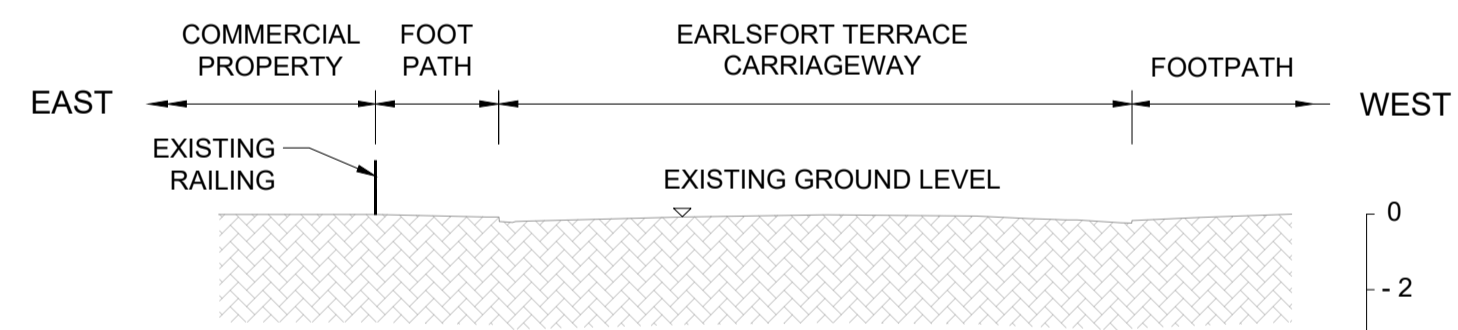 COMMERCIAL
PROPERTY
FOOT
PATH
EARLSFORT TERRACE
CARRIAGEWAY
FOOTPATH
EAST
WEST
EXISTING
RAILING
EXISTING GROUND LEVEL
0
- 2